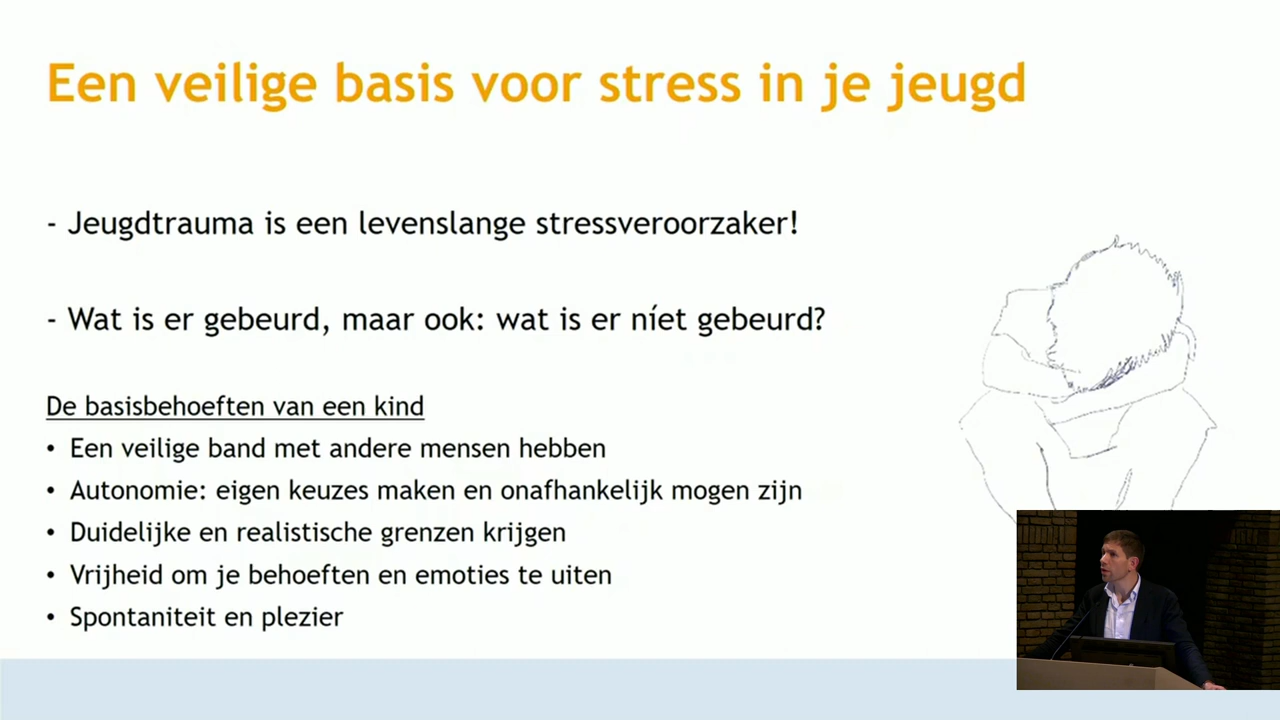 Een veilige basis voor stress in je jeugd
- Jeugdtrauma is een levenslange stressveroorzaker!
- Wat is er gebeurd, maar ook: wat is er níet gebeurd?
De basisbehoeften van een kind
• Een veilige band met andere mensen hebben
• Autonomie: eigen keuzes maken en onafhankelijk mogen zijn
• Duidelijke en realistische grenzen krijgen
• Vrijheid om je behoeften en emoties te uiten
• Spontaniteit en plezier